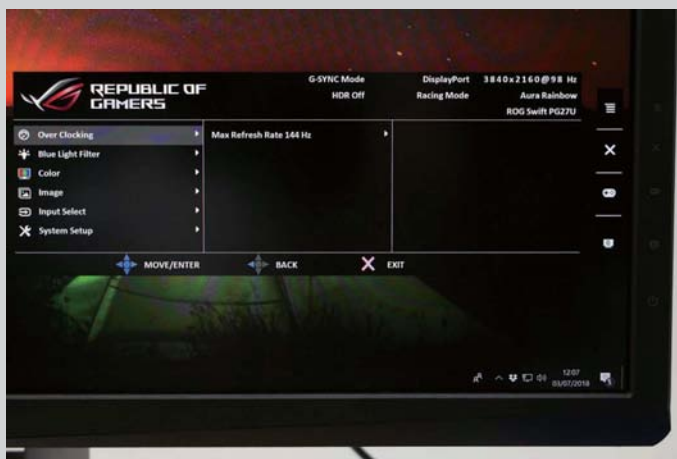 REPUBLIC OF
GAMERS
G-SYNC Mode DisplayPort 3840x2160@98 Hz
HDR Off Racing Mode Aura Rainbow
ROG Swift PG27U
Over Clocking Max Refresh Rate 144 Hz
Blue Light Filter
Color
Image
Input Select
System Setup
MOVE/ENTER BACK EXIT
12:07
03/07/2018